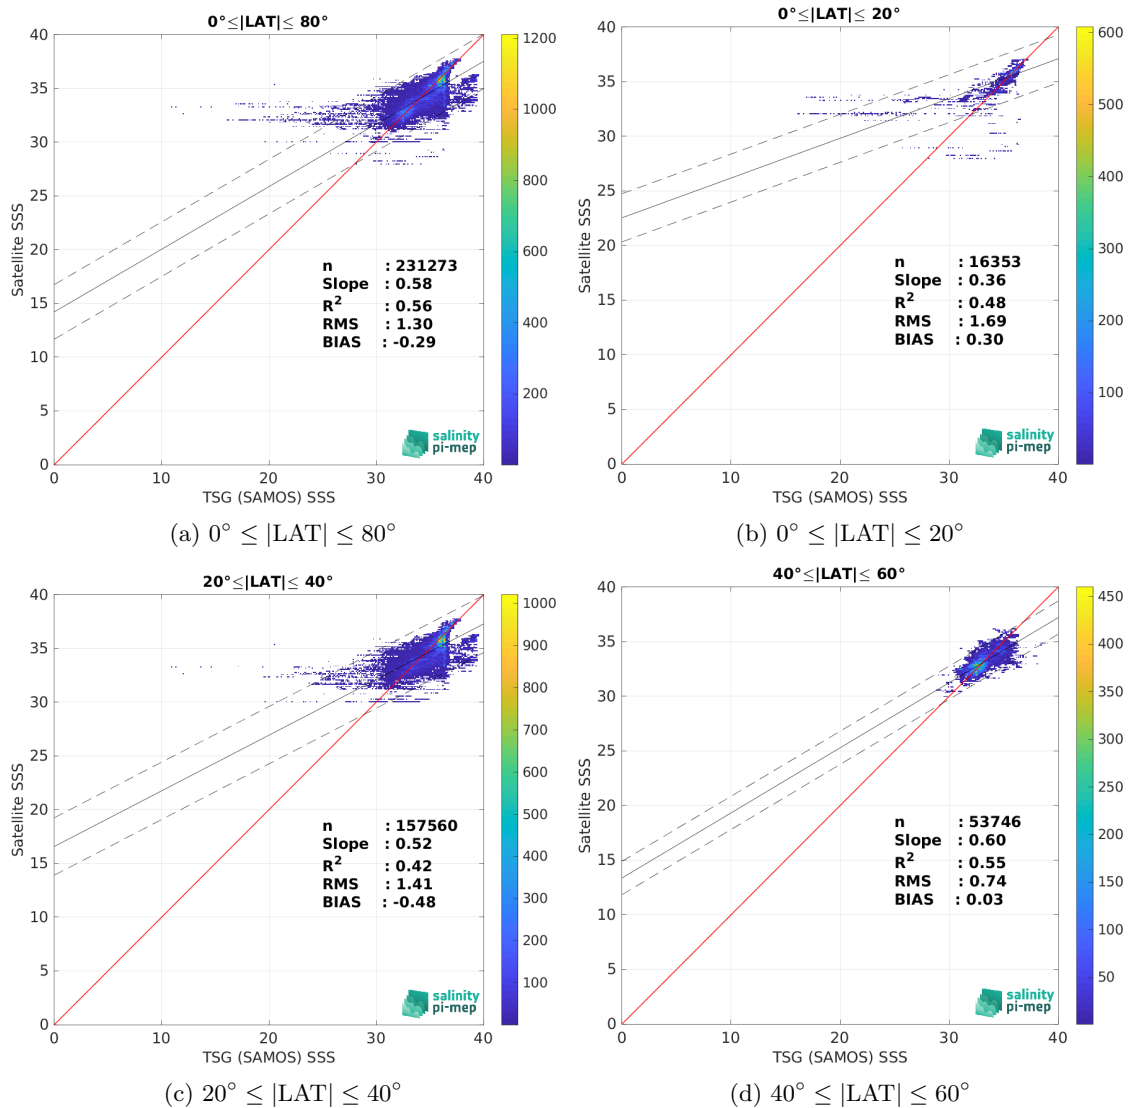 0°≤|LAT|≤ 80°
Satellite SSS
40
35
30
25
20
15
10
5
0
0 10 20 30 40
TSG (SAMOS) SSS
n : 231273
Slope : 0.58
R² : 0.56
RMS : 1.30
BIAS : -0.29
salinity
pi-mep
1200
1000
800
600
400
200
(a) 0° ≤ |LAT| ≤ 80°
0°≤|LAT|≤ 20°
Satellite SSS
40
35
30
25
20
15
10
5
0
0 10 20 30 40
TSG (SAMOS) SSS
n : 16353
Slope : 0.36
R² : 0.48
RMS : 1.69
BIAS : 0.30
salinity
pi-mep
600
500
400
300
200
100
(b) 0° ≤ |LAT| ≤ 20°
20°≤|LAT|≤ 40°
Satellite SSS
40
35
30
25
20
15
10
5
0
0 10 20 30 40
TSG (SAMOS) SSS
n : 157560
Slope : 0.52
R² : 0.42
RMS : 1.41
BIAS : -0.48
salinity
pi-mep
1000
900
800
700
600
500
400
300
200
100
(c) 20° ≤ |LAT| ≤ 40°
40°≤|LAT|≤ 60°
Satellite SSS
40
35
30
25
20
15
10
5
0
0 10 20 30 40
TSG (SAMOS) SSS
n : 53746
Slope : 0.60
R² : 0.55
RMS : 0.74
BIAS : 0.03
salinity
pi-mep
450
400
350
300
250
200
150
100
50
(d) 40° ≤ |LAT| ≤ 60°